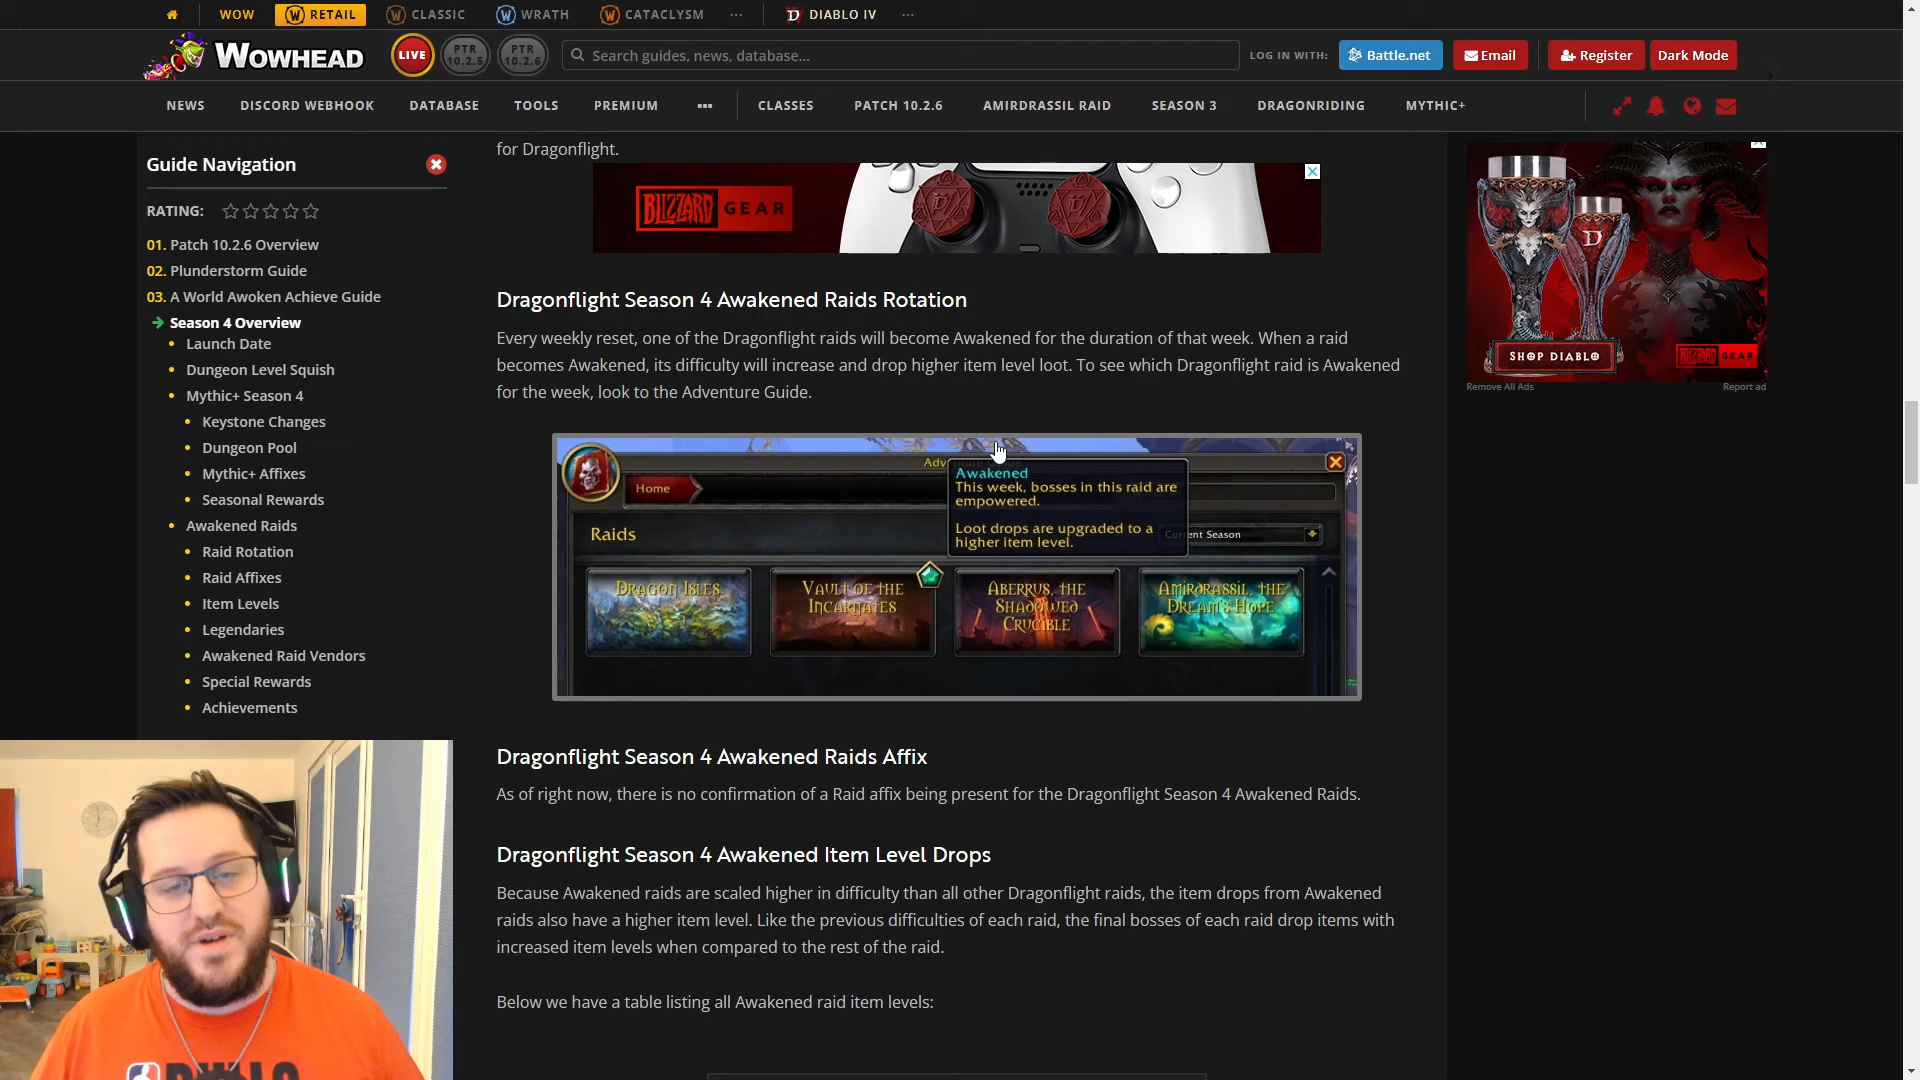 WOW
RETAIL
CLASSIC
WRATH
CATACLYSM
...
DIABLO IV
...
WOWHEAD
LIVE
PTR
10.2.5
PTR
10.2.6
Search guides, news, database...
LOG IN WITH:
Battle.net
Email
Register
Dark Mode
NEWS
DISCORD WEBHOOK
DATABASE
TOOLS
PREMIUM
...
CLASSES
PATCH 10.2.6
AMIRDRASSIL RAID
SEASON 3
DRAGONRIDING
MYTHIC+
Guide Navigation
RATING:
01. Patch 10.2.6 Overview
02. Plunderstorm Guide
03. A World Awoken Achieve Guide
Season 4 Overview
• Launch Date
• Dungeon Level Squish
• Mythic+ Season 4
• Keystone Changes
• Dungeon Pool
• Mythic+ Affixes
• Seasonal Rewards
• Awakened Raids
• Raid Rotation
• Raid Affixes
• Item Levels
• Legendaries
• Awakened Raid Vendors
• Special Rewards
• Achievements
for Dragonflight.
BLIZZARD GEAR
Dragonflight Season 4 Awakened Raids Rotation
Every weekly reset, one of the Dragonflight raids will become Awakened for the duration of that week. When a raid
becomes Awakened, its difficulty will increase and drop higher item level loot. To see which Dragonflight raid is Awakened
for the week, look to the Adventure Guide.
Home
Awakened
This week, bosses in this raid are
empowered.
Loot drops are upgraded to a
higher item level.
Raids
Current Season
DRAGON ISLES
VAULT OF THE
INCARNATES
ABERRUS, THE
SHADOWED
CRUCIBLE
AMIRDRASSIL, THE
DREAM'S HOPE
Dragonflight Season 4 Awakened Raids Affix
As of right now, there is no confirmation of a Raid affix being present for the Dragonflight Season 4 Awakened Raids.
Dragonflight Season 4 Awakened Item Level Drops
Because Awakened raids are scaled higher in difficulty than all other Dragonflight raids, the item drops from Awakened
raids also have a higher item level. Like the previous difficulties of each raid, the final bosses of each raid drop items with
increased item levels when compared to the rest of the raid.
Below we have a table listing all Awakened raid item levels:
SHOP DIABLO
BLIZZARD GEAR
Remove All Ads
Report ad